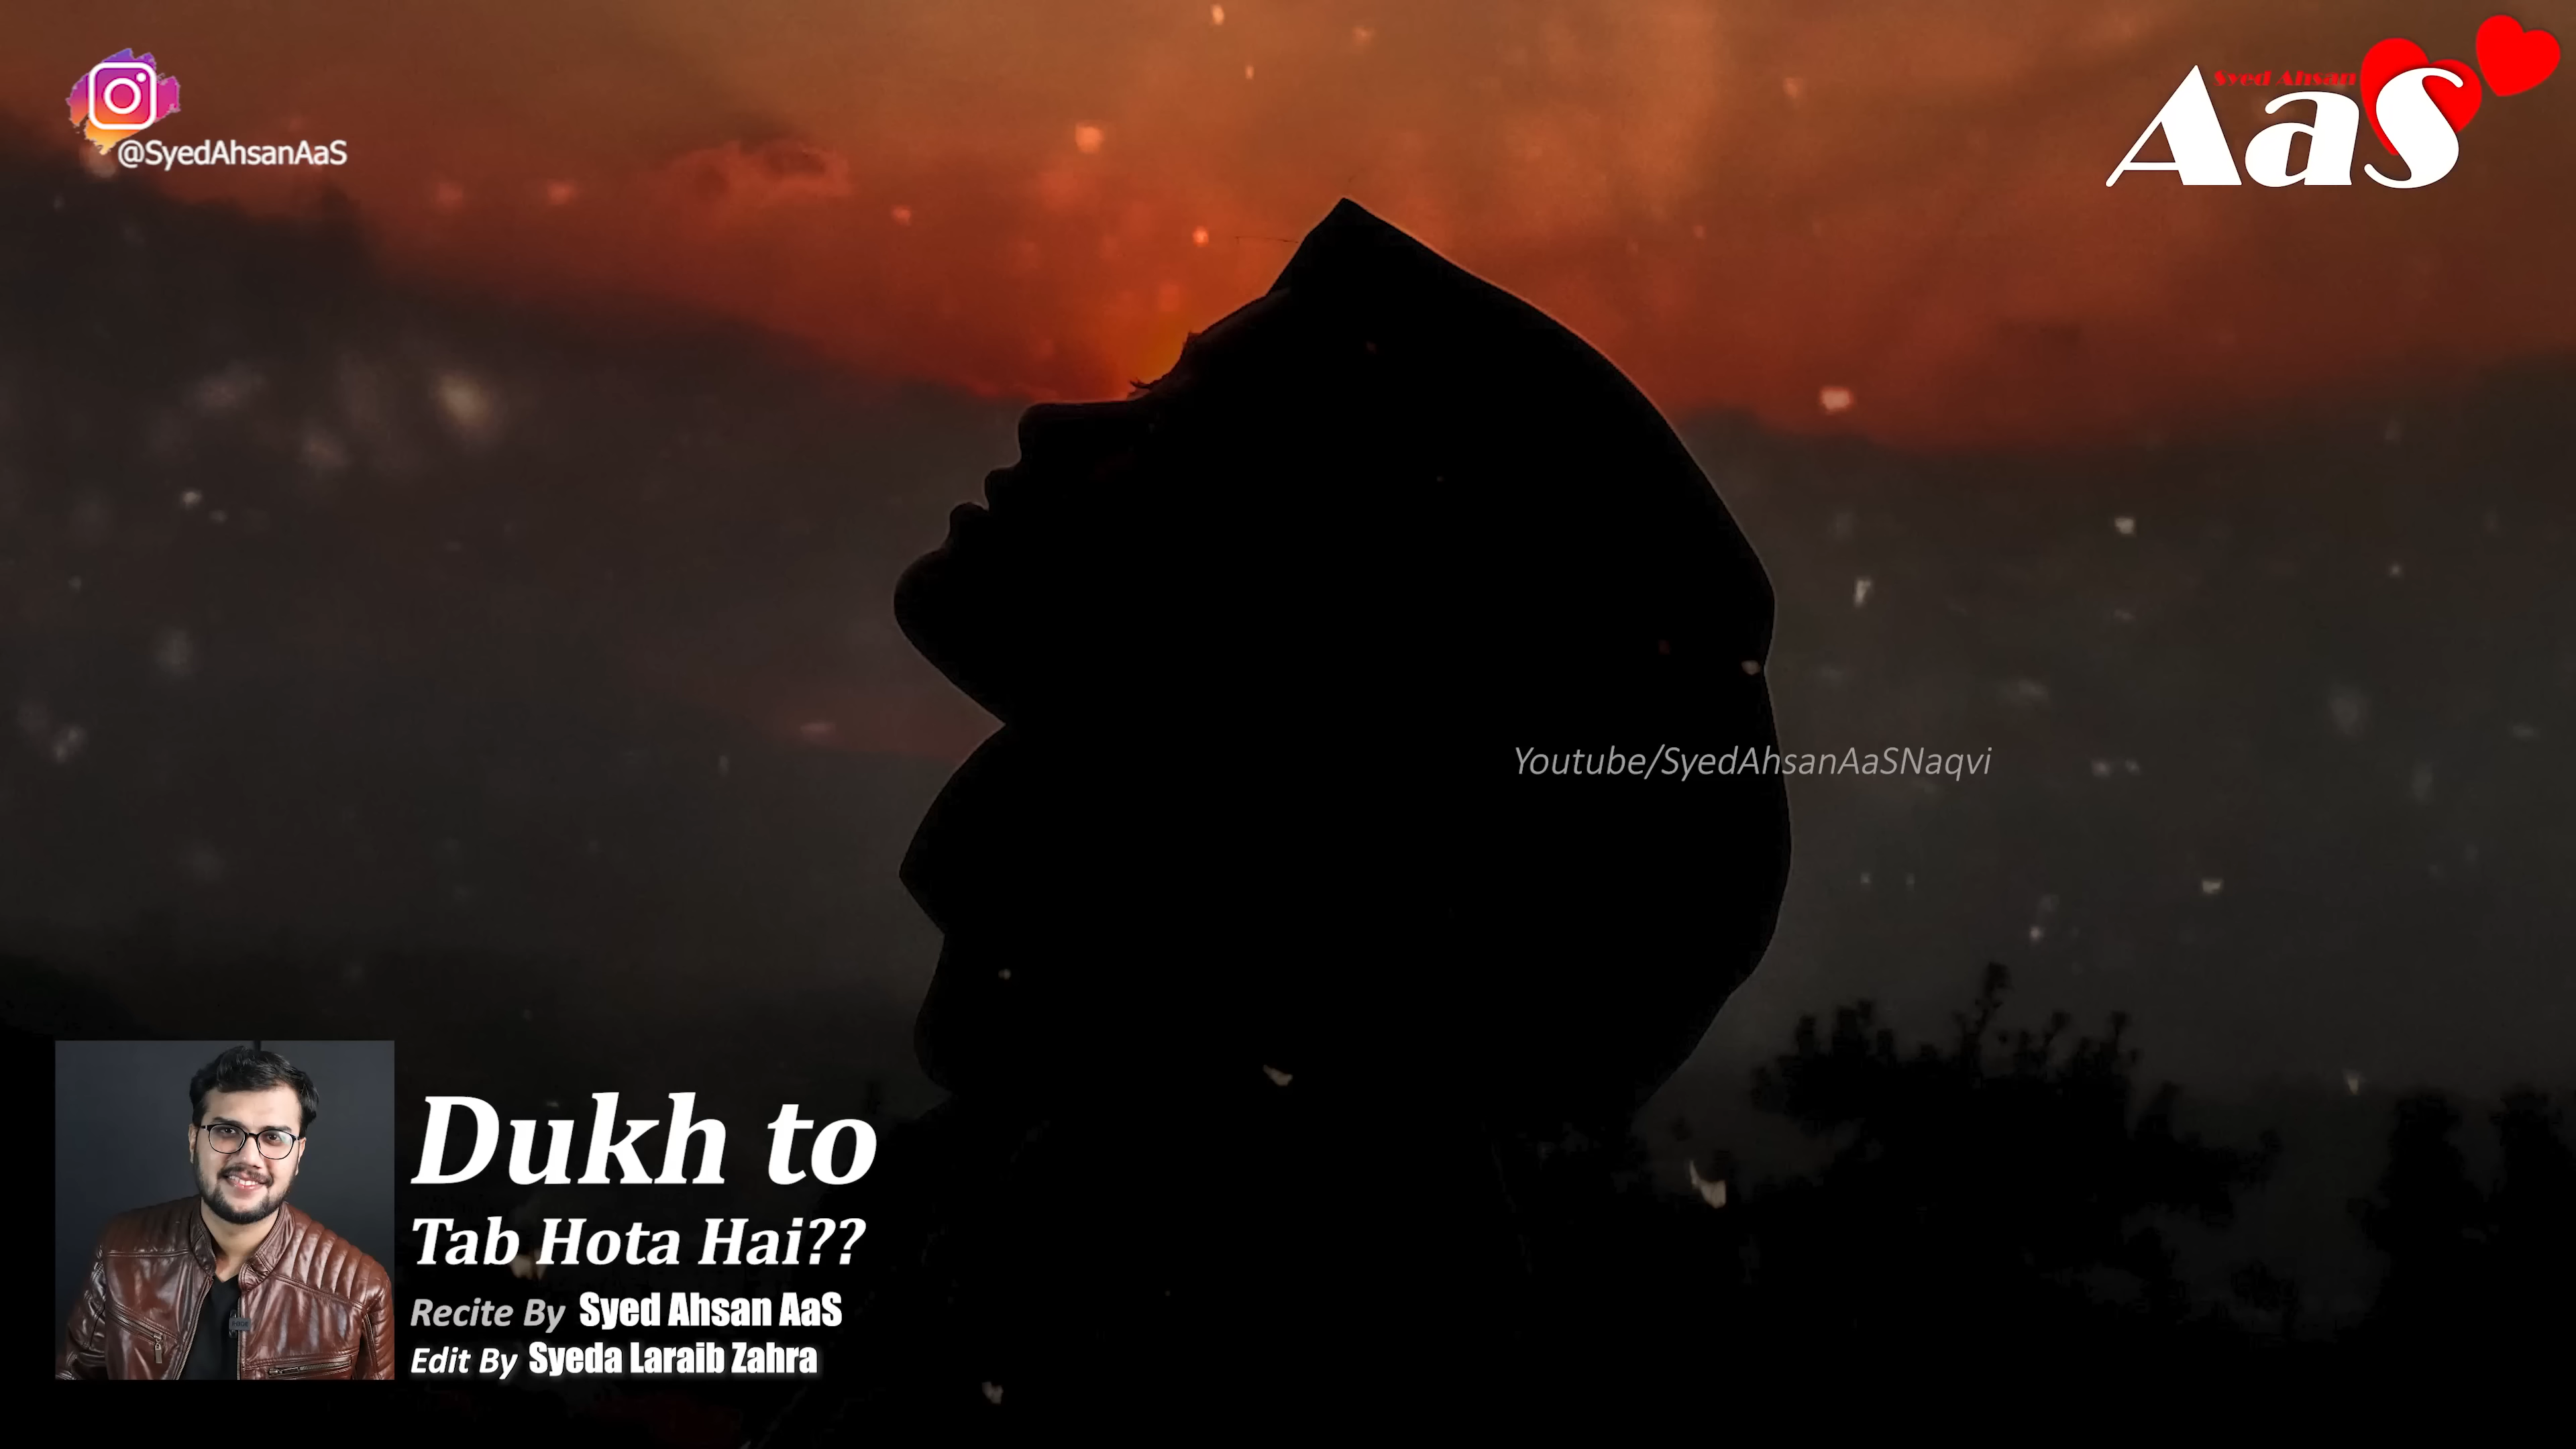 @SyedAhsanAaS
Syed Ahsan
AaS
Youtube/SyedAhsanAaSNaqvi
Dukh to
Tab Hota Hai??
Recite By Syed Ahsan AaS
Edit By Syeda Laraib Zahra